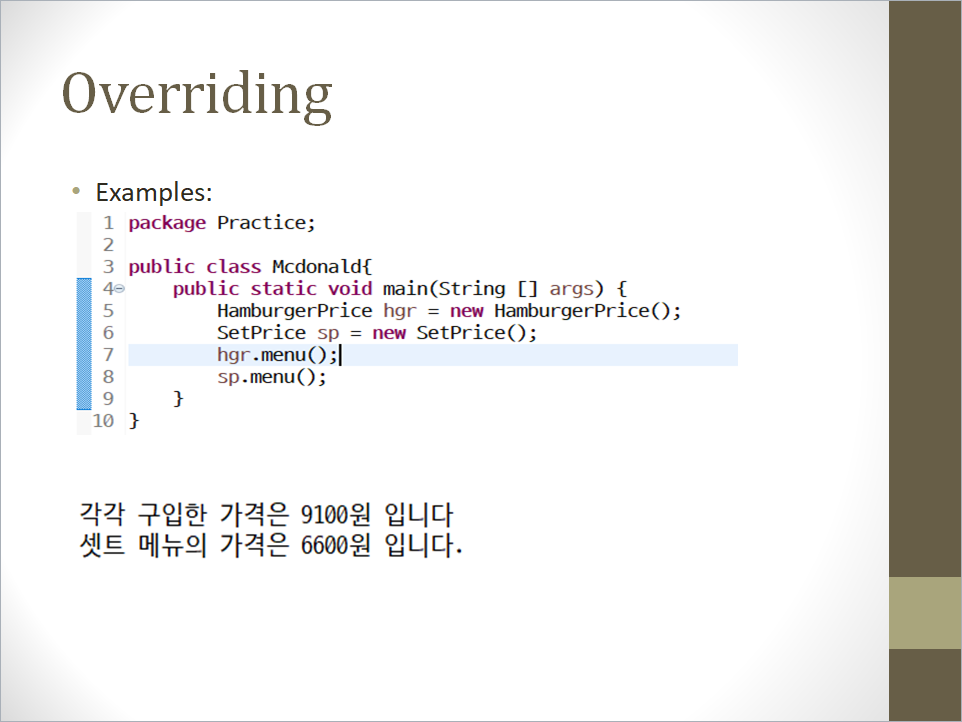 Overriding
• Examples:
1 package Practice;
2
3 public class Mcdonald{
4 public static void main(String [] args) {
5 HamburgerPrice hgr = new HamburgerPrice();
6 SetPrice sp = new SetPrice();
7 hgr.menu();
8 sp.menu();
9 }
10 }
각각 구입한 가격은 9100원 입니다
셋트 메뉴의 가격은 6600원 입니다.